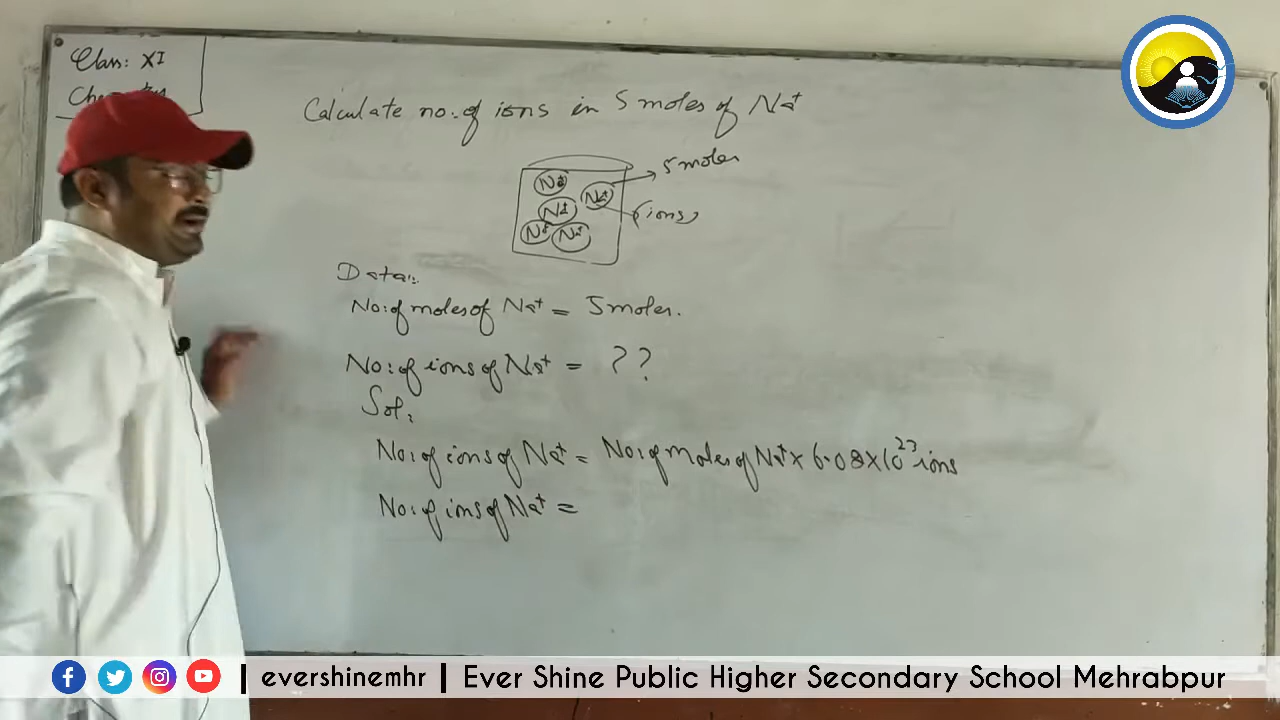 Class: XI
Calculate no: of ions in 5 moles of Na⁺
Na⁺
5 moles
Na⁺
Na⁺
(ions)
Na⁺ Na⁺
Data:
No: of moles of Na⁺ = 5 moles.
No: of ions of Na⁺ = ??
Sol:
No: of ions of Na⁺ = No: of moles of Na⁺ × 6.02 × 10²³ ions
No: of ions of Na⁺ =
| evershinemhr | Ever Shine Public Higher Secondary School Mehrabpur